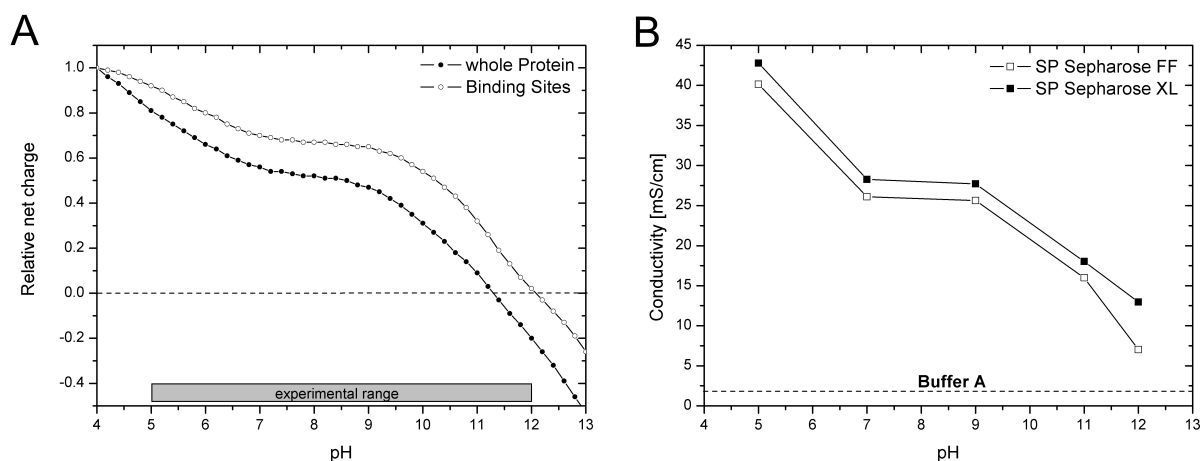 A
whole Protein
Binding Sites
1.0
0.8
0.6
0.4
0.2
0.0
-0.2
-0.4
Relative net charge
experimental range
4 5 6 7 8 9 10 11 12 13
pH
B
SP Sepharose FF
SP Sepharose XL
45
40
35
30
25
20
15
10
5
0
Conductivity [mS/cm]
Buffer A
4 5 6 7 8 9 10 11 12 13
pH